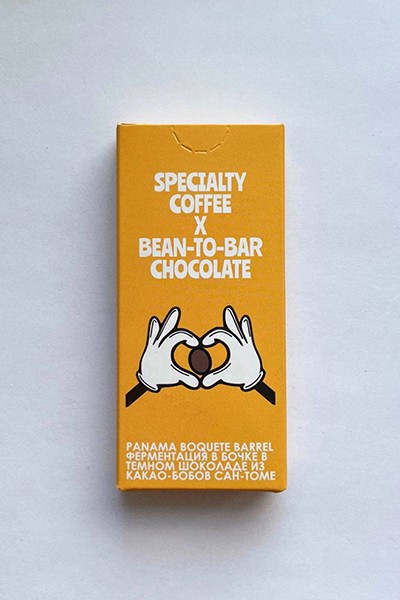 SPECIALTY
COFFEE
X
BEAN-TO-BAR
CHOCOLATE
PANAMA BOQUETE BARREL
ФЕРМЕНТАЦИЯ В БОЧКЕ В
ТЕМНОМ ШОКОЛАДЕ ИЗ
КАКАО-БОБОВ САН-ТОМЕ